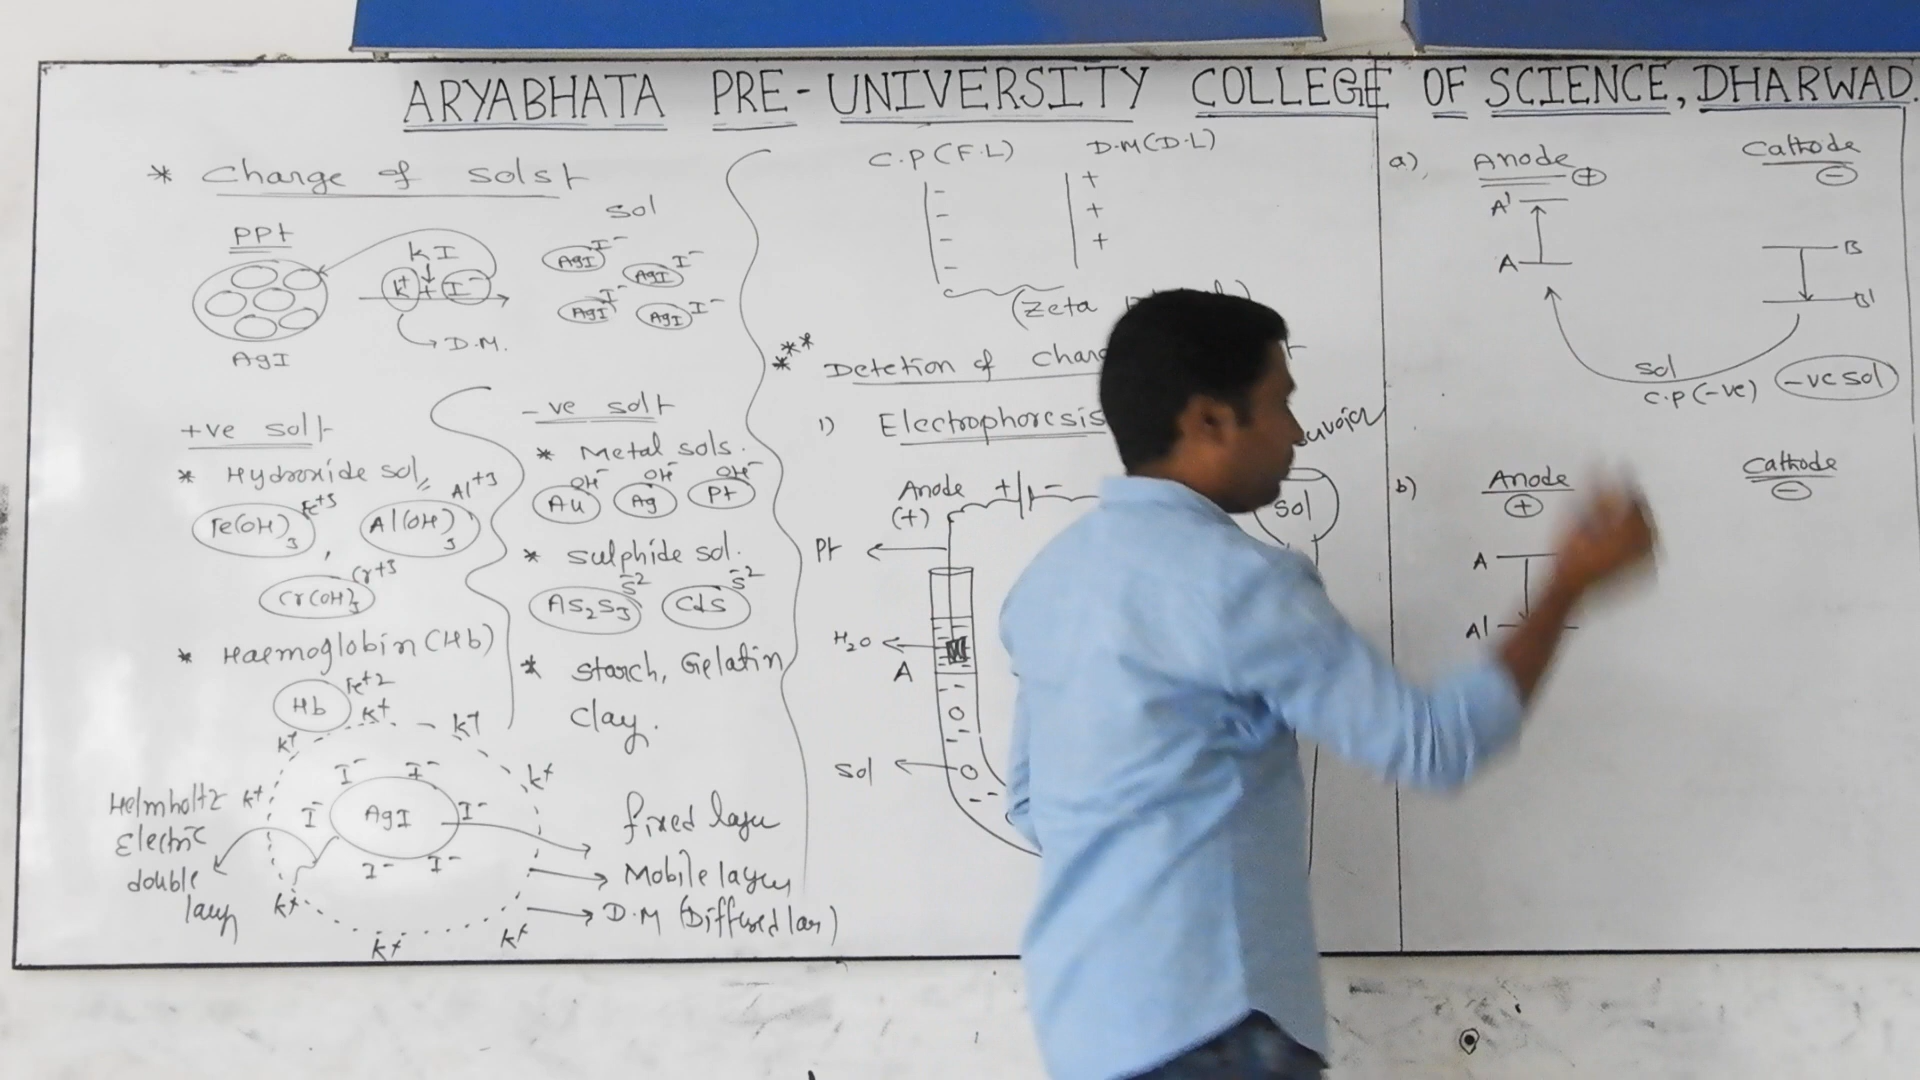 ARYABHATA PRE-UNIVERSITY COLLEGE OF SCIENCE, DHARWAD.
* Charge of solst
PPt
AgI
KI
K+ + I-
D.M.
sol
AgI I-
AgI I-
AgI I-
AgI I-
+ve solt
* Hydroxide sol
Fe(OH)3 Fe+3 , Al(OH)3 Al+3
Cr(OH)3 Cr+3
* Haemoglobin (Hb)
Hb Fe+2
-ve solt
* Metal sols.
Au OH- Ag OH- Pt OH-
* Sulphide sol.
As2S3 S-2 CdS S-2
* Starch, Gelatin
Clay.
K+ K+
K+ K+
K+
I- I-
I- AgI I-
I- I-
K+ K+ K+
Helmholtz
Electric
double
layer
fixed layer
Mobile layer
D.M (Diffused lar)
C.P (F.L) D.M (D.L)
- +
- +
- +
-
(Zeta
*** Detetion of
1) Electrophoresis
Anode + -
(+)
Pt
H2O
A
Sol
Sol
a) Anode + Cathode -
A'
A
B
B'
Sol
C.P (-ve) -ve sol
b) Anode + Cathode -
A
A'